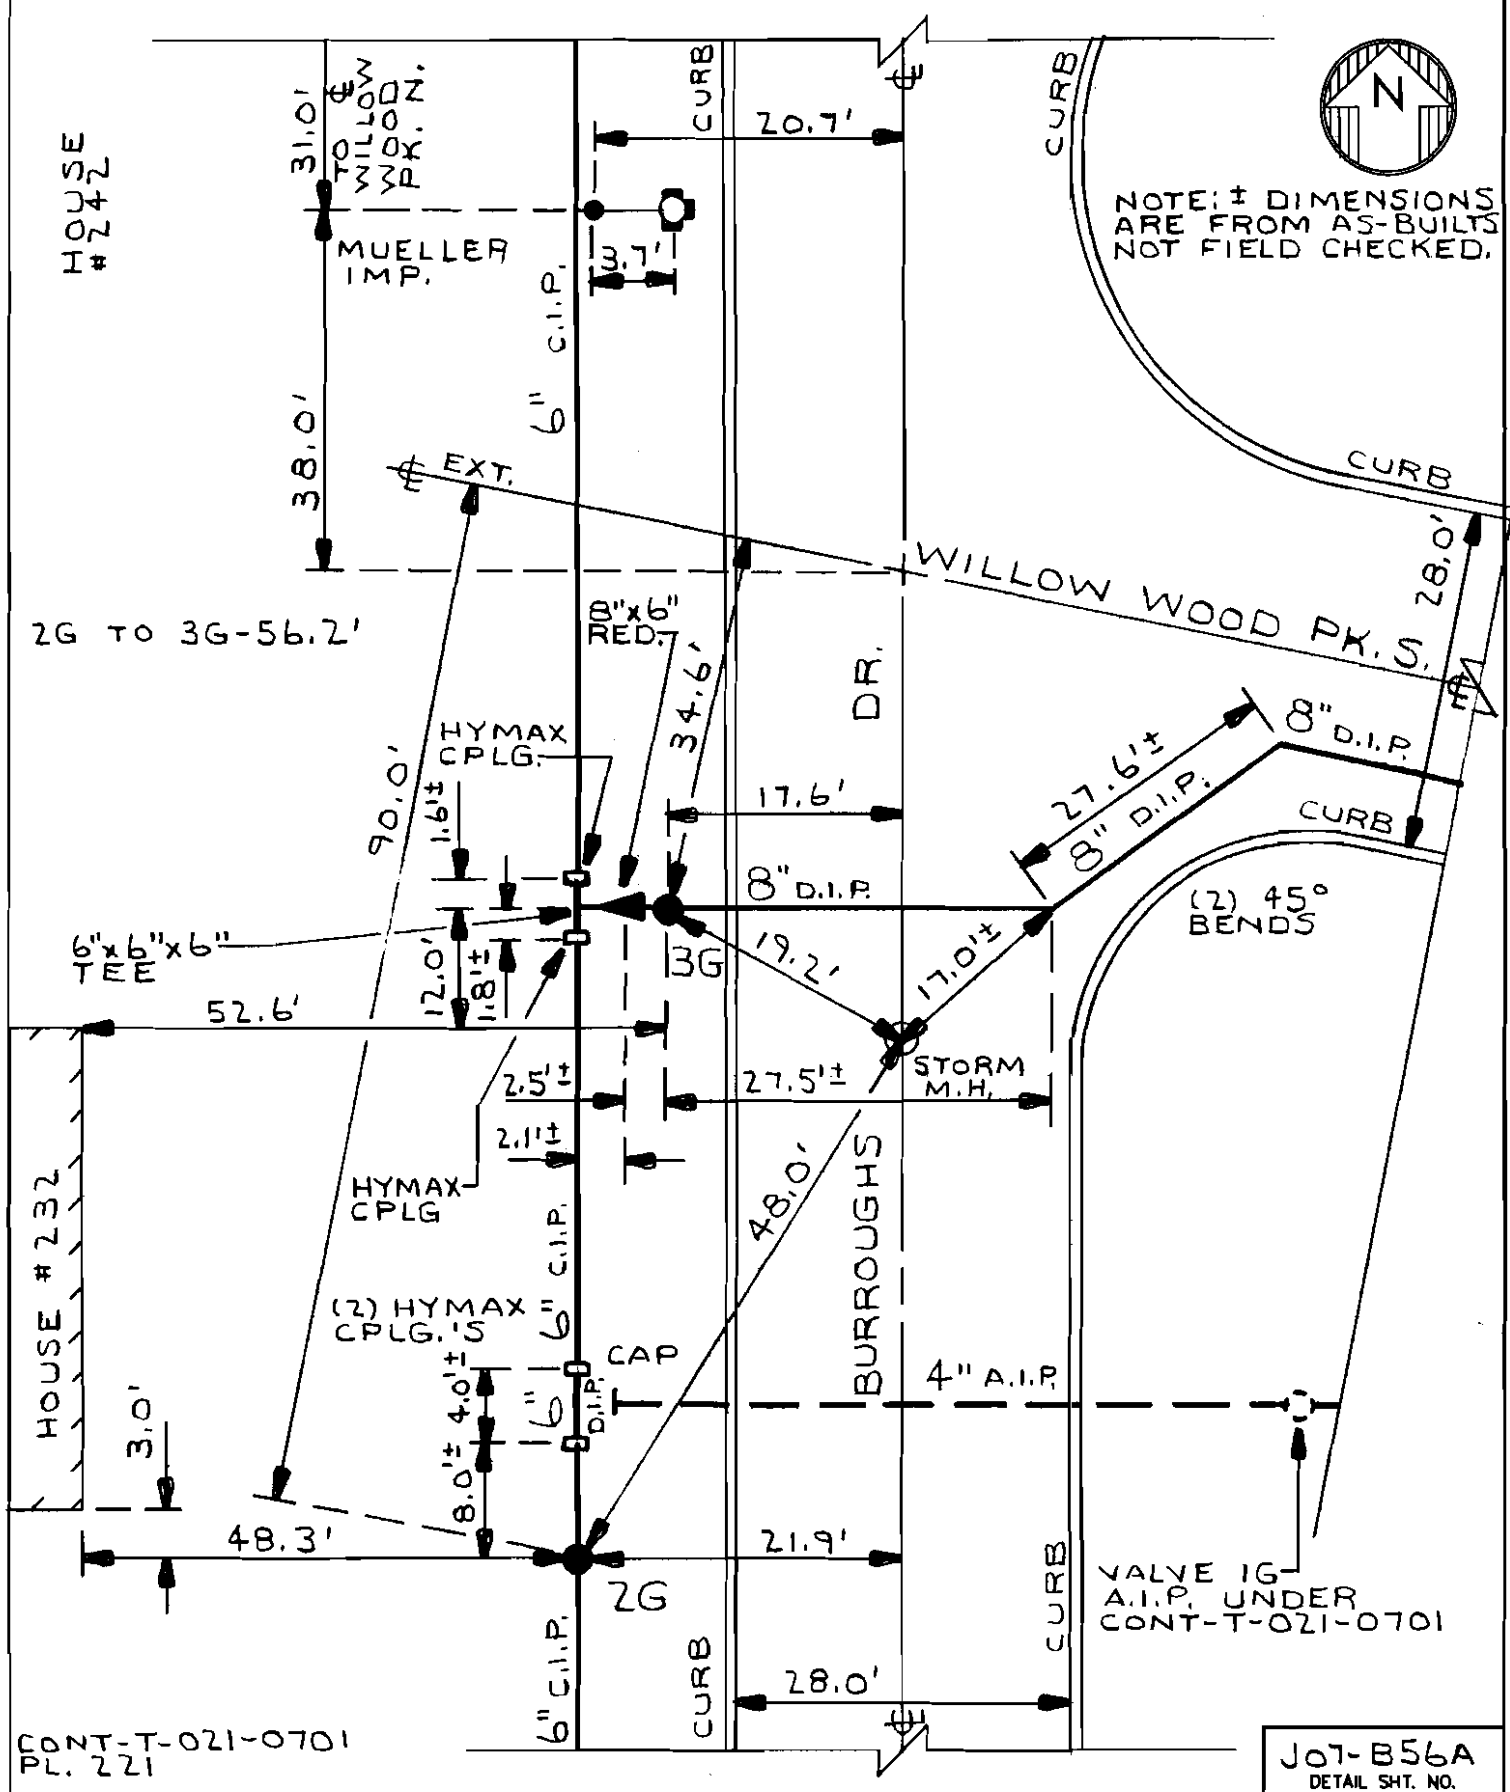 HOUSE
#242
31.0'
TO ℄
WILLOW
WOOD
PK. N.
CURB
20.7'
℄
CURB
N
NOTE: ± DIMENSIONS
ARE FROM AS-BUILTS
NOT FIELD CHECKED.
MUELLER
IMP.
3.7'
6" C.I.P.
38.0'
℄ EXT.
CURB
28.0'
WILLOW WOOD PK. S.
℄
2G TO 3G-56.2'
8"x6"
RED.
34.6'
DR.
HYMAX
CPLG.
90.0'
1.6'±
17.6'
27.6'±
8" D.I.P.
8" D.I.P.
CURB
8" D.I.P.
(2) 45°
BENDS
6"x6"x6"
TEE
12.0'
1.8'±
3G
19.2'
17.0'±
52.6'
STORM
M.H.
2.5'±
27.5'±
2.1'±
HYMAX
CPLG
48.0'
BURROUGHS
HOUSE #232
6" C.I.P.
(2) HYMAX
CPLG.'S
CAP
4.0'±
6" D.I.P.
4" A.I.P.
3.0'
8.0'±
48.3'
21.9'
2G
CURB
VALVE 1G
A.I.P. UNDER
CONT-T-021-0701
6" C.I.P.
CURB
28.0'
℄
CONT-T-021-0701
PL. 221
J07-B56A
DETAIL SHT. NO.